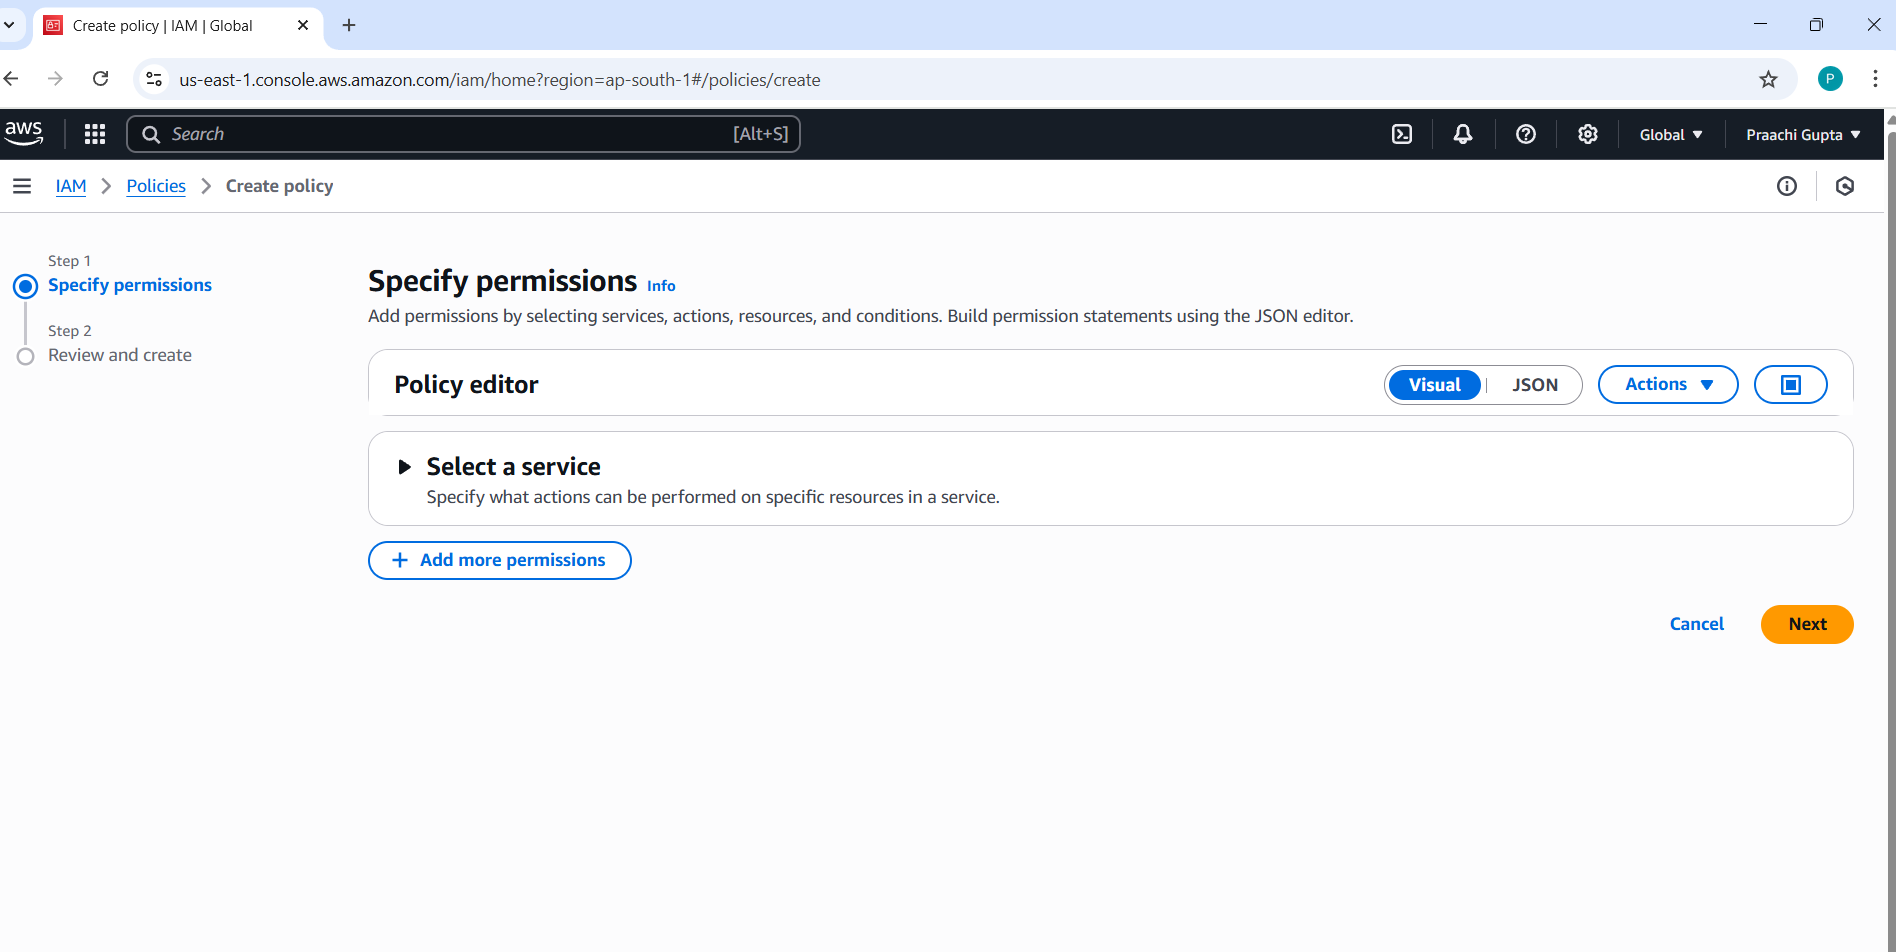 Create policy | IAM | Global
us-east-1.console.aws.amazon.com/iam/home?region=ap-south-1#/policies/create
P
aws
Search
[Alt+S]
Global
Praachi Gupta
IAM
Policies
Create policy
Step 1
Specify permissions
Step 2
Review and create
Specify permissions Info
Add permissions by selecting services, actions, resources, and conditions. Build permission statements using the JSON editor.
Policy editor
Visual | JSON
Actions
Select a service
Specify what actions can be performed on specific resources in a service.
+ Add more permissions
Cancel
Next